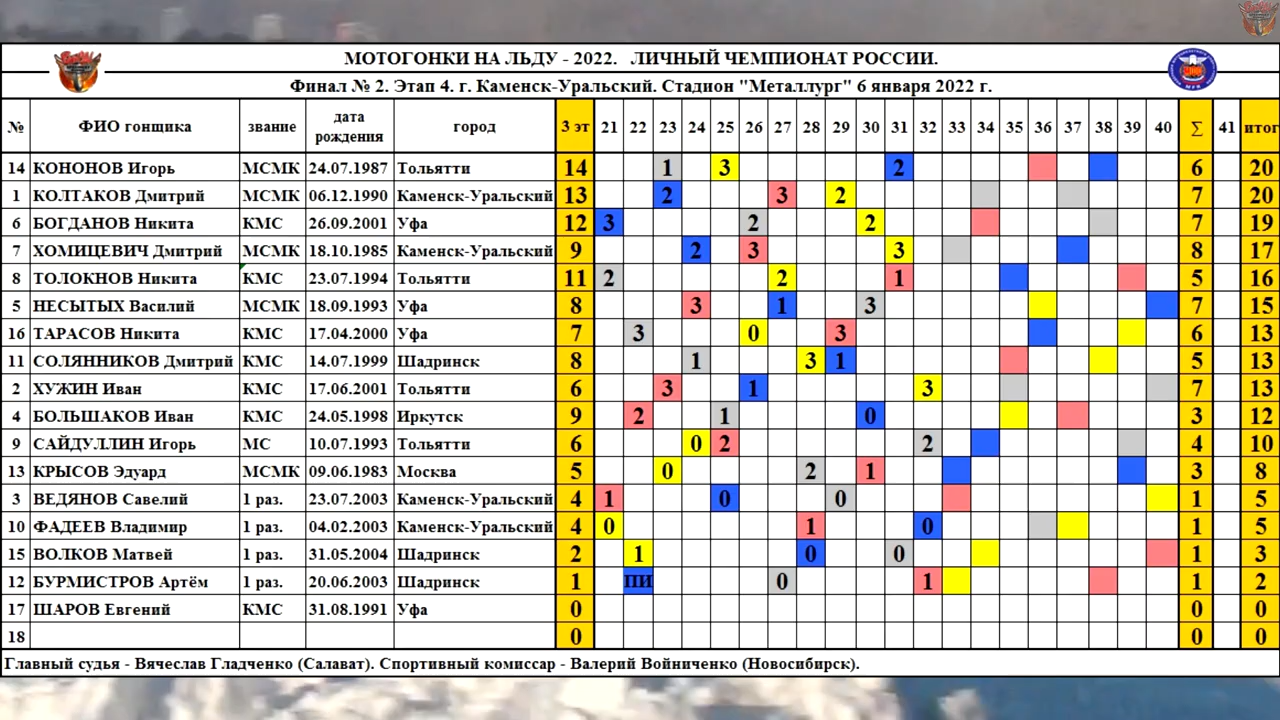 МОТОГОНКИ НА ЛЬДУ - 2022. ЛИЧНЫЙ ЧЕМПИОНАТ РОССИИ.
Финал № 2. Этап 4. г. Каменск-Уральский. Стадион "Металлург" 6 января 2022 г.
№ ФИО гонщика звание дата рождения город 3 эт 21 22 23 24 25 26 27 28 29 30 31 32 33 34 35 36 37 38 39 40 ∑ 41 итог
14 КОНОНОВ Игорь МСМК 24.07.1987 Тольятти 14 1 3 2 6 20
1 КОЛТАКОВ Дмитрий МСМК 06.12.1990 Каменск-Уральский 13 2 3 2 7 20
6 БОГДАНОВ Никита КМС 26.09.2001 Уфа 12 3 2 2 7 19
7 ХОМИЦЕВИЧ Дмитрий МСМК 18.10.1985 Каменск-Уральский 9 2 3 3 8 17
8 ТОЛОКНОВ Никита КМС 23.07.1994 Тольятти 11 2 2 1 5 16
5 НЕСЫТЫХ Василий МСМК 18.09.1993 Уфа 8 3 1 3 7 15
16 ТАРАСОВ Никита КМС 17.04.2000 Уфа 7 3 0 3 6 13
11 СОЛЯННИКОВ Дмитрий КМС 14.07.1999 Шадринск 8 1 3 1 5 13
2 ХУЖИН Иван КМС 17.06.2001 Тольятти 6 3 1 3 7 13
4 БОЛЬШАКОВ Иван КМС 24.05.1998 Иркутск 9 2 1 0 3 12
9 САЙДУЛЛИН Игорь МС 10.07.1993 Тольятти 6 0 2 2 4 10
13 КРЫСОВ Эдуард МСМК 09.06.1983 Москва 5 0 2 1 3 8
3 ВЕДЯНОВ Савелий 1 раз. 23.07.2003 Каменск-Уральский 4 1 0 0 1 5
10 ФАДЕЕВ Владимир 1 раз. 04.02.2003 Каменск-Уральский 4 0 1 0 1 5
15 ВОЛКОВ Матвей 1 раз. 31.05.2004 Шадринск 2 1 0 0 1 3
12 БУРМИСТРОВ Артём 1 раз. 20.06.2003 Шадринск 1 ПИ 0 1 1 2
17 ШАРОВ Евгений КМС 31.08.1991 Уфа 0 0 0
18 0 0 0
Главный судья - Вячеслав Гладченко (Салават). Спортивный комиссар - Валерий Войниченко (Новосибирск).